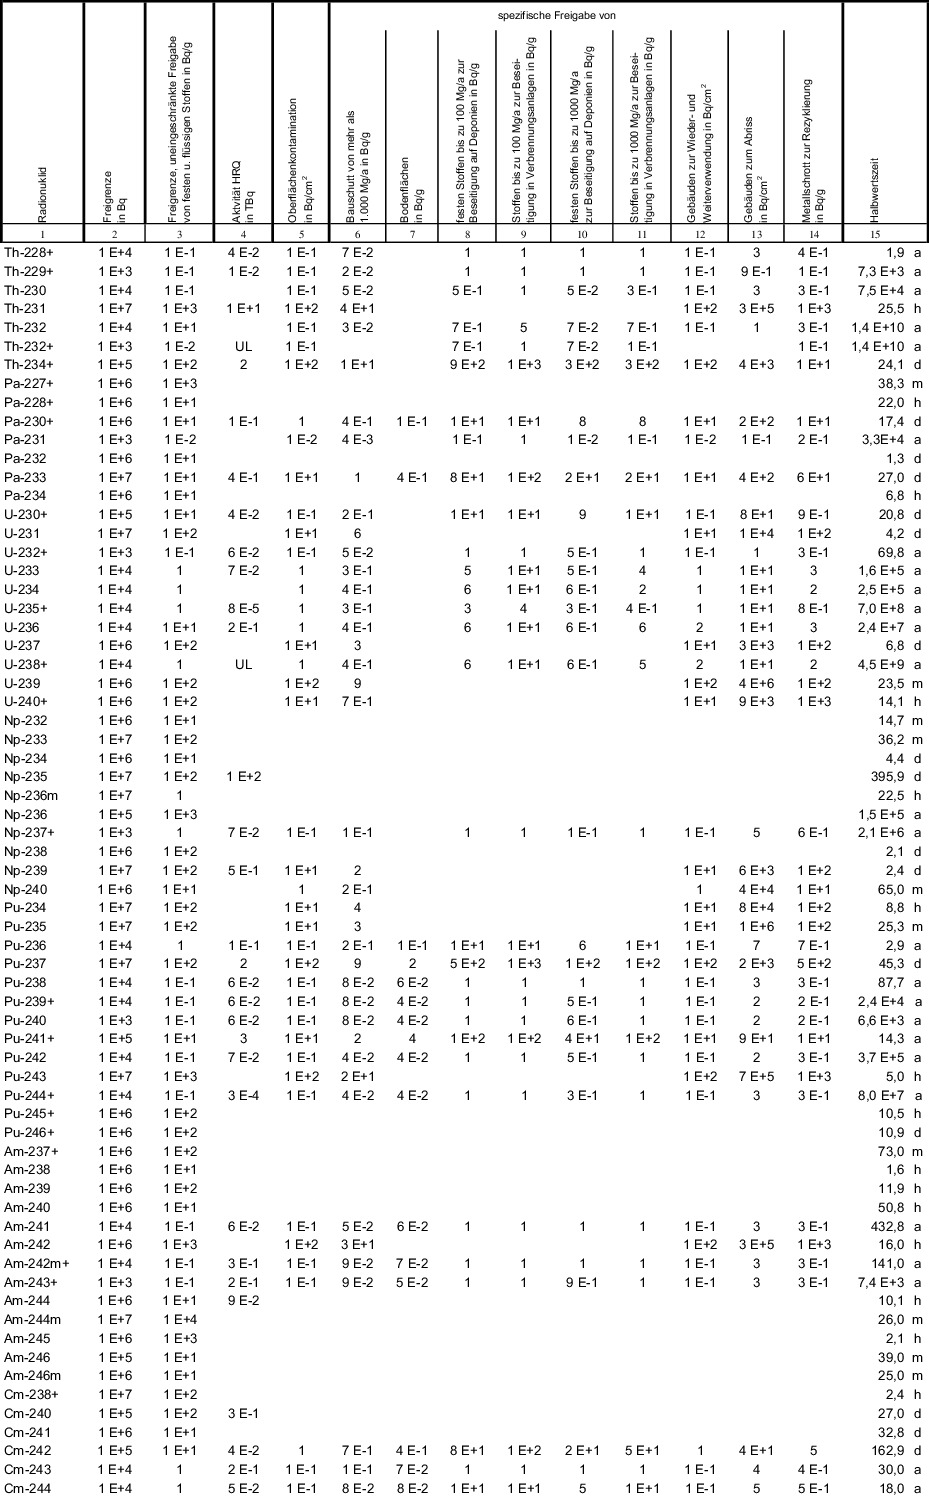 spezifische Freigabe von
Radionuklid
Freigrenze
in Bq
Freigrenze, uneingeschränkte Freigabe
von festen u. flüssigen Stoffen in Bq/g
Aktivität HRQ
in TBq
Oberflächenkontamination
in Bq/cm²
Bauschutt von mehr als
1.000 Mg/a in Bq/g
Bodenflächen
in Bq/g
festen Stoffen bis zu 100 Mg/a zur
Beseitigung auf Deponien in Bq/g
Stoffen bis zu 100 Mg/a zur Besei-
tigung in Verbrennungsanlagen in Bq/g
festen Stoffen bis zu 1000 Mg/a
zur Beseitigung auf Deponien in Bq/g
Stoffen bis zu 1000 Mg/a zur Besei-
tigung in Verbrennungsanlagen in Bq/g
Gebäuden zur Wieder- und
Weiterverwendung in Bq/cm²
Gebäuden zum Abriss
in Bq/cm²
Metallschrott zur Rezyklierung
in Bq/g
Halbwertszeit
1 2 3 4 5 6 7 8 9 10 11 12 13 14 15
Th-228+ 1 E+4 1 E-1 4 E-2 1 E-1 7 E-2 1 1 1 1 1 E-1 3 4 E-1 1,9 a
Th-229+ 1 E+3 1 E-1 1 E-2 1 E-1 2 E-2 1 1 1 1 1 E-1 9 E-1 1 E-1 7,3 E+3 a
Th-230 1 E+4 1 E-1 1 E-1 5 E-2 5 E-1 1 5 E-2 3 E-1 1 E-1 3 3 E-1 7,5 E+4 a
Th-231 1 E+7 1 E+3 1 E+1 1 E+2 4 E+1 1 E+2 3 E+5 1 E+3 25,5 h
Th-232 1 E+4 1 E+1 1 E-1 3 E-2 7 E-1 5 7 E-2 7 E-1 1 E-1 1 3 E-1 1,4 E+10 a
Th-232+ 1 E+3 1 E-2 UL 1 E-1 7 E-1 1 7 E-2 1 E-1 1 E-1 1,4 E+10 a
Th-234+ 1 E+5 1 E+2 2 1 E+2 1 E+1 9 E+2 1 E+3 3 E+2 3 E+2 1 E+2 4 E+3 1 E+1 24,1 d
Pa-227+ 1 E+6 1 E+3 38,3 m
Pa-228+ 1 E+6 1 E+1 22,0 h
Pa-230+ 1 E+6 1 E+1 1 E-1 1 4 E-1 1 E-1 1 E+1 1 E+1 8 8 1 E+1 2 E+2 1 E+1 17,4 d
Pa-231 1 E+3 1 E-2 1 E-2 4 E-3 1 E-1 1 1 E-2 1 E-1 1 E-2 1 E-1 2 E-1 3,3E+4 a
Pa-232 1 E+6 1 E+1 1,3 d
Pa-233 1 E+7 1 E+1 4 E-1 1 E+1 1 4 E-1 8 E+1 1 E+2 2 E+1 2 E+1 1 E+1 4 E+2 6 E+1 27,0 d
Pa-234 1 E+6 1 E+1 6,8 h
U-230+ 1 E+5 1 E+1 4 E-2 1 E-1 2 E-1 1 E+1 1 E+1 9 1 E+1 1 E-1 8 E+1 9 E-1 20,8 d
U-231 1 E+7 1 E+2 1 E+1 6 1 E+1 1 E+4 1 E+2 4,2 d
U-232+ 1 E+3 1 E-1 6 E-2 1 E-1 5 E-2 1 1 5 E-1 1 1 E-1 1 3 E-1 69,8 a
U-233 1 E+4 1 7 E-2 1 3 E-1 5 1 E+1 5 E-1 4 1 1 E+1 3 1,6 E+5 a
U-234 1 E+4 1 1 4 E-1 6 1 E+1 6 E-1 2 1 1 E+1 2 2,5 E+5 a
U-235+ 1 E+4 1 8 E-5 1 3 E-1 3 4 3 E-1 4 E-1 1 1 E+1 8 E-1 7,0 E+8 a
U-236 1 E+4 1 E+1 2 E-1 1 4 E-1 6 1 E+1 6 E-1 6 2 1 E+1 3 2,4 E+7 a
U-237 1 E+6 1 E+2 1 E+1 3 1 E+1 3 E+3 1 E+2 6,8 d
U-238+ 1 E+4 1 UL 1 4 E-1 6 1 E+1 6 E-1 5 2 1 E+1 2 4,5 E+9 a
U-239 1 E+6 1 E+2 1 E+2 9 1 E+2 4 E+6 1 E+2 23,5 m
U-240+ 1 E+6 1 E+2 1 E+1 7 E-1 1 E+1 9 E+3 1 E+3 14,1 h
Np-232 1 E+6 1 E+1 14,7 m
Np-233 1 E+7 1 E+2 36,2 m
Np-234 1 E+6 1 E+1 4,4 d
Np-235 1 E+7 1 E+2 1 E+2 395,9 d
Np-236m 1 E+7 1 22,5 h
Np-236 1 E+5 1 E+3 1,5 E+5 a
Np-237+ 1 E+3 1 7 E-2 1 E-1 1 E-1 1 1 1 E-1 1 1 E-1 5 6 E-1 2,1 E+6 a
Np-238 1 E+6 1 E+2 2,1 d
Np-239 1 E+7 1 E+2 5 E-1 1 E+1 2 1 E+1 6 E+3 1 E+2 2,4 d
Np-240 1 E+6 1 E+1 1 2 E-1 1 4 E+4 1 E+1 65,0 m
Pu-234 1 E+7 1 E+2 1 E+1 4 1 E+1 8 E+4 1 E+2 8,8 h
Pu-235 1 E+7 1 E+2 1 E+1 3 1 E+1 1 E+6 1 E+2 25,3 m
Pu-236 1 E+4 1 1 E-1 1 E-1 2 E-1 1 E-1 1 E+1 1 E+1 6 1 E+1 1 E-1 7 7 E-1 2,9 a
Pu-237 1 E+7 1 E+2 2 1 E+2 9 2 5 E+2 1 E+3 1 E+2 1 E+2 1 E+2 2 E+3 5 E+2 45,3 d
Pu-238 1 E+4 1 E-1 6 E-2 1 E-1 8 E-2 6 E-2 1 1 1 1 1 E-1 3 3 E-1 87,7 a
Pu-239+ 1 E+4 1 E-1 6 E-2 1 E-1 8 E-2 4 E-2 1 1 5 E-1 1 1 E-1 2 2 E-1 2,4 E+4 a
Pu-240 1 E+3 1 E-1 6 E-2 1 E-1 8 E-2 4 E-2 1 1 6 E-1 1 1 E-1 2 2 E-1 6,6 E+3 a
Pu-241+ 1 E+5 1 E+1 3 1 E+1 2 4 1 E+2 1 E+2 4 E+1 1 E+2 1 E+1 9 E+1 1 E+1 14,3 a
Pu-242 1 E+4 1 E-1 7 E-2 1 E-1 4 E-2 4 E-2 1 1 5 E-1 1 1 E-1 2 3 E-1 3,7 E+5 a
Pu-243 1 E+7 1 E+3 1 E+2 2 E+1 1 E+2 7 E+5 1 E+3 5,0 h
Pu-244+ 1 E+4 1 E-1 3 E-4 1 E-1 4 E-2 4 E-2 1 1 3 E-1 1 1 E-1 3 3 E-1 8,0 E+7 a
Pu-245+ 1 E+6 1 E+2 10,5 h
Pu-246+ 1 E+6 1 E+2 10,9 d
Am-237+ 1 E+6 1 E+2 73,0 m
Am-238 1 E+6 1 E+1 1,6 h
Am-239 1 E+6 1 E+2 11,9 h
Am-240 1 E+6 1 E+1 50,8 h
Am-241 1 E+4 1 E-1 6 E-2 1 E-1 5 E-2 6 E-2 1 1 1 1 1 E-1 3 3 E-1 432,8 a
Am-242 1 E+6 1 E+3 1 E+2 3 E+1 1 E+2 3 E+5 1 E+3 16,0 h
Am-242m+ 1 E+4 1 E-1 3 E-1 1 E-1 9 E-2 7 E-2 1 1 1 1 1 E-1 3 3 E-1 141,0 a
Am-243+ 1 E+3 1 E-1 2 E-1 1 E-1 9 E-2 5 E-2 1 1 9 E-1 1 1 E-1 3 3 E-1 7,4 E+3 a
Am-244 1 E+6 1 E+1 9 E-2 10,1 h
Am-244m 1 E+7 1 E+4 26,0 m
Am-245 1 E+6 1 E+3 2,1 h
Am-246 1 E+5 1 E+1 39,0 m
Am-246m 1 E+6 1 E+1 25,0 m
Cm-238+ 1 E+7 1 E+2 2,4 h
Cm-240 1 E+5 1 E+2 3 E-1 27,0 d
Cm-241 1 E+6 1 E+1 32,8 d
Cm-242 1 E+5 1 E+1 4 E-2 1 7 E-1 4 E-1 8 E+1 1 E+2 2 E+1 5 E+1 1 4 E+1 5 162,9 d
Cm-243 1 E+4 1 2 E-1 1 E-1 1 E-1 7 E-2 1 1 1 1 1 E-1 4 4 E-1 30,0 a
Cm-244 1 E+4 1 5 E-2 1 E-1 8 E-2 8 E-2 1 E+1 1 E+1 5 1 E+1 1 E-1 5 5 E-1 18,0 a